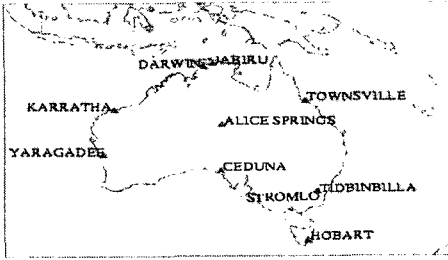 DARWIN JABIRU
KARRATHA
TOWNSVILLE
ALICE SPRINGS
YARAGADEE
CEDUNA
STROMLO
TIDBINBILLA
HOBART